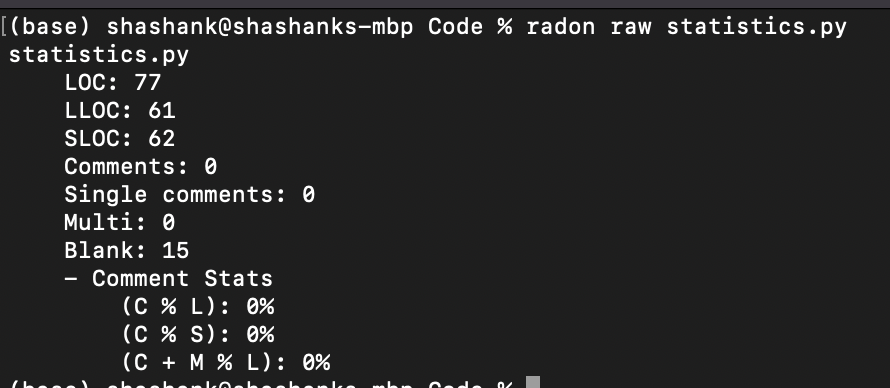 [(base) shashank@shashanks-mbp Code % radon raw statistics.py
statistics.py
LOC: 77
LLOC: 61
SLOC: 62
Comments: 0
Single comments: 0
Multi: 0
Blank: 15
- Comment Stats
(C % L): 0%
(C % S): 0%
(C + M % L): 0%
(base) shashank@shashanks-mbp Code %